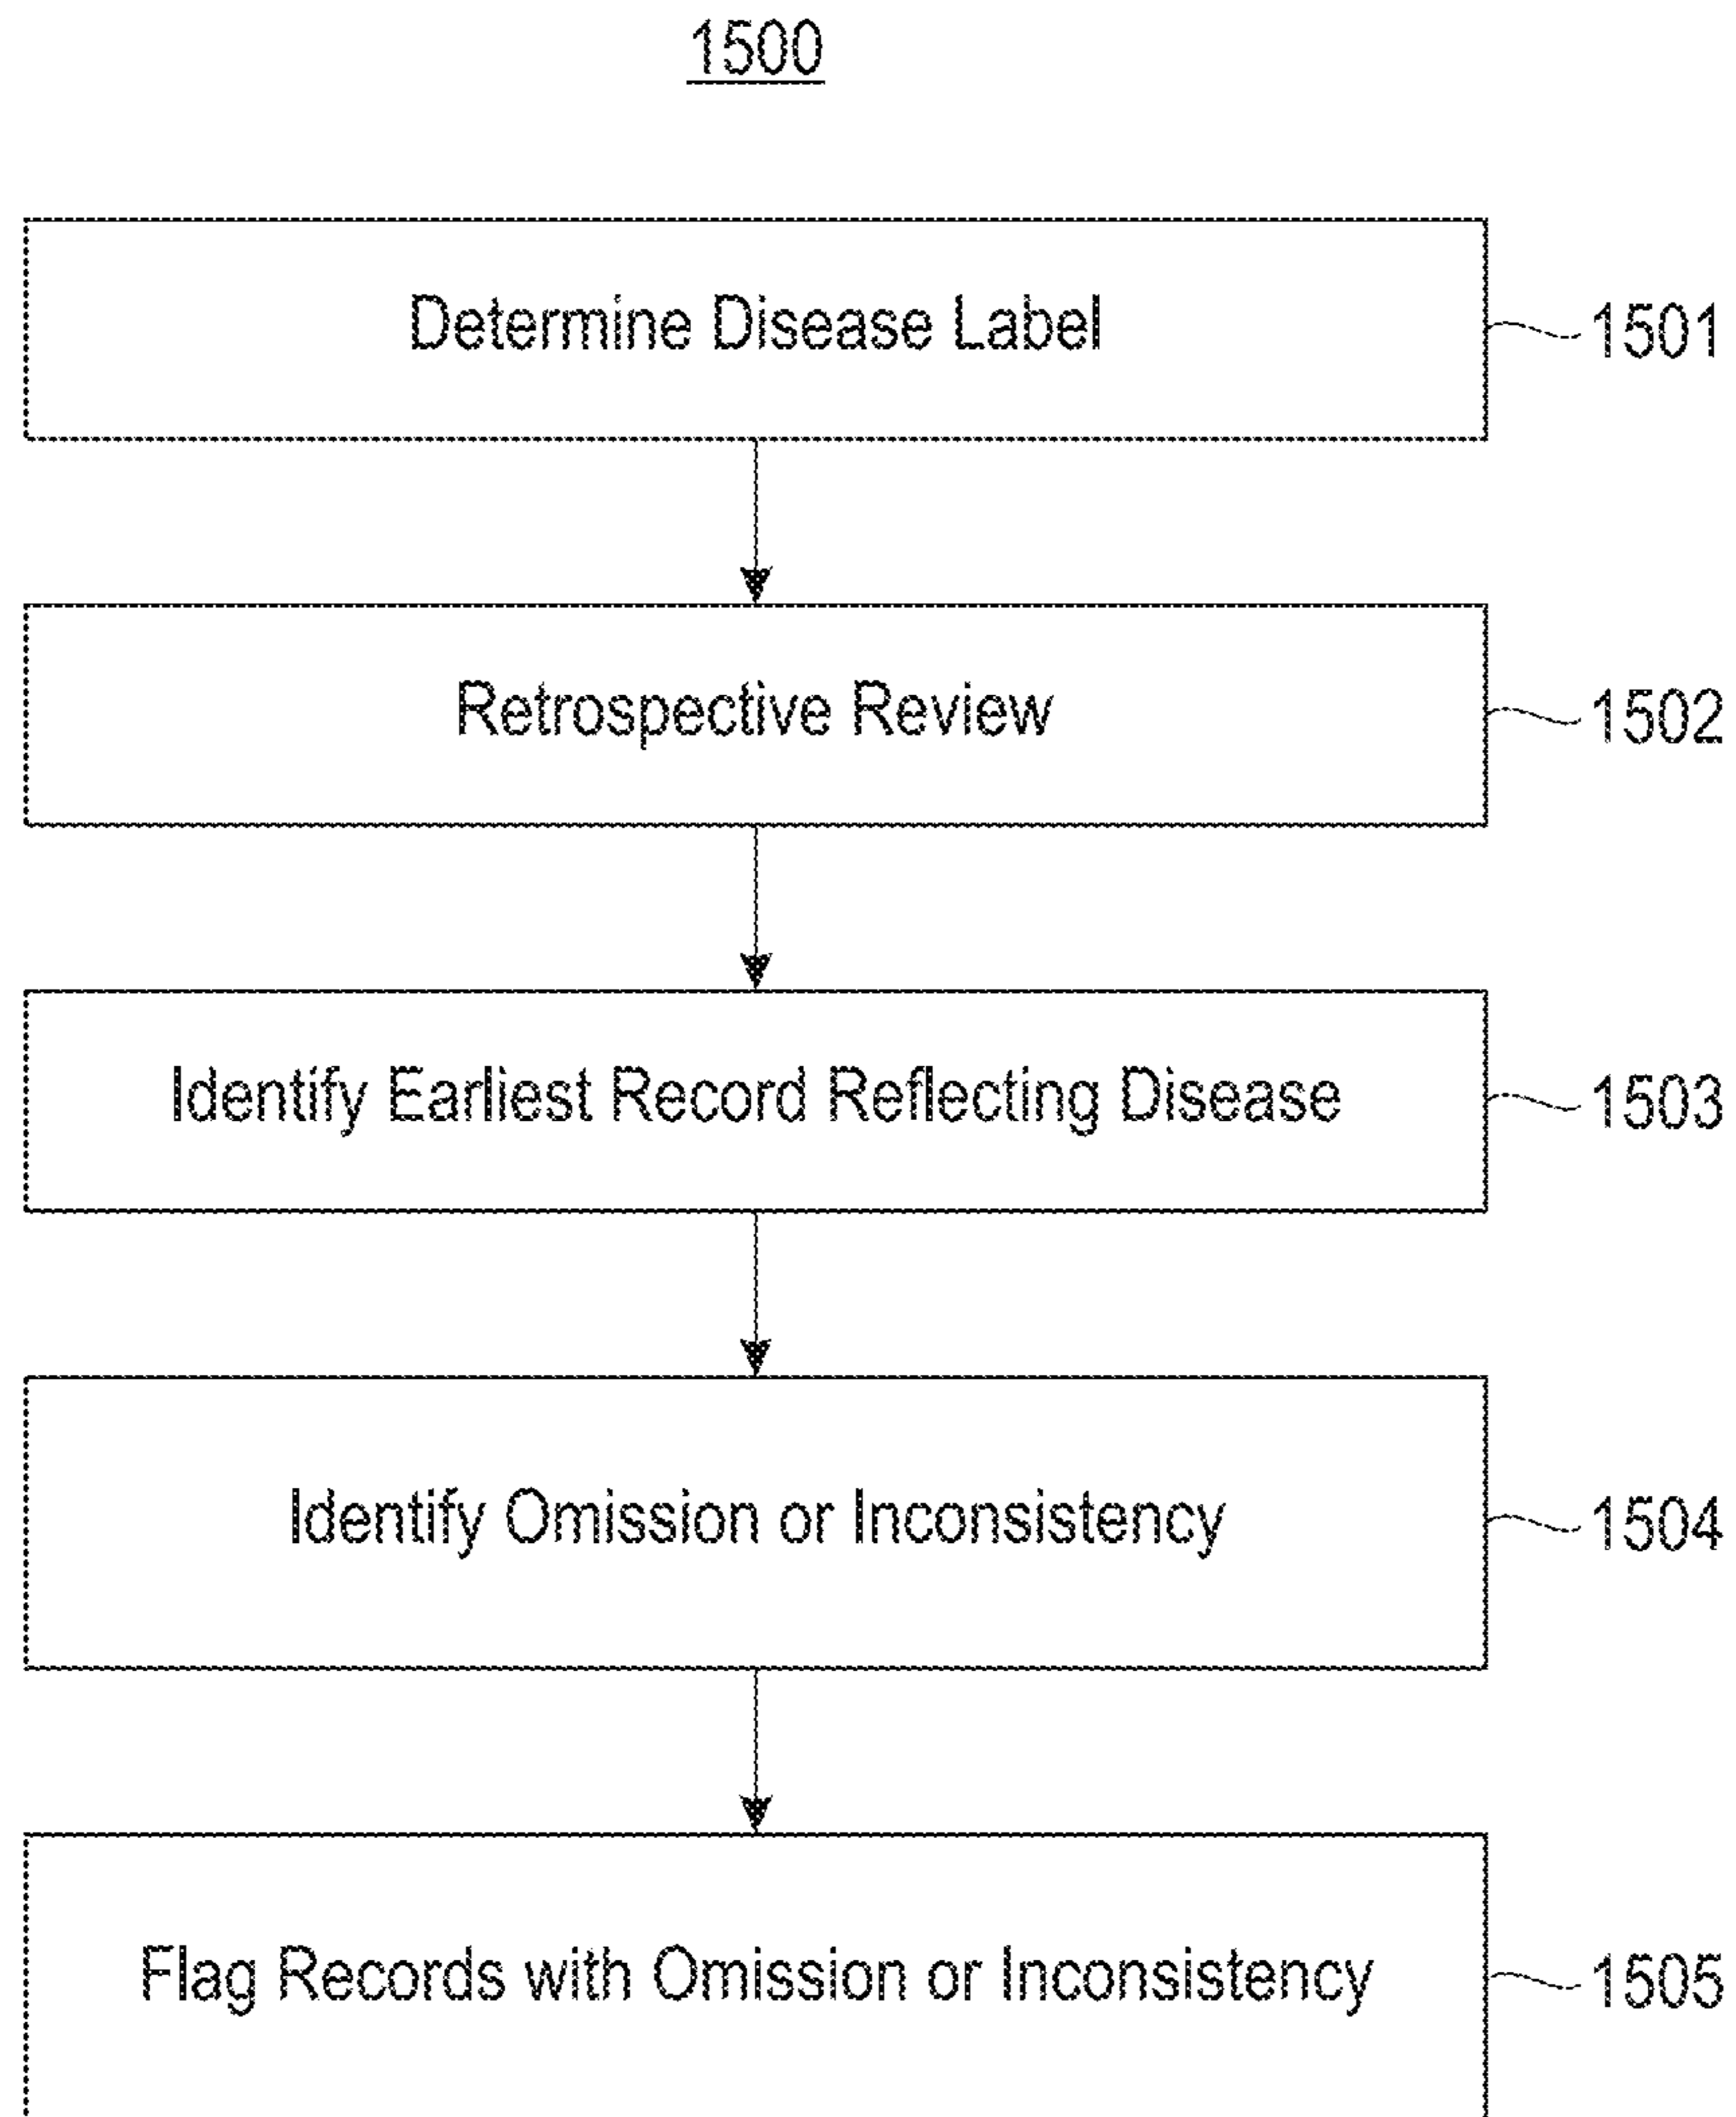 1500
Determine Disease Label
1501
Retrospective Review
1502
Identify Earliest Record Reflecting Disease
1503
Identify Omission or Inconsistency
1504
Flag Records with Omission or Inconsistency
1505